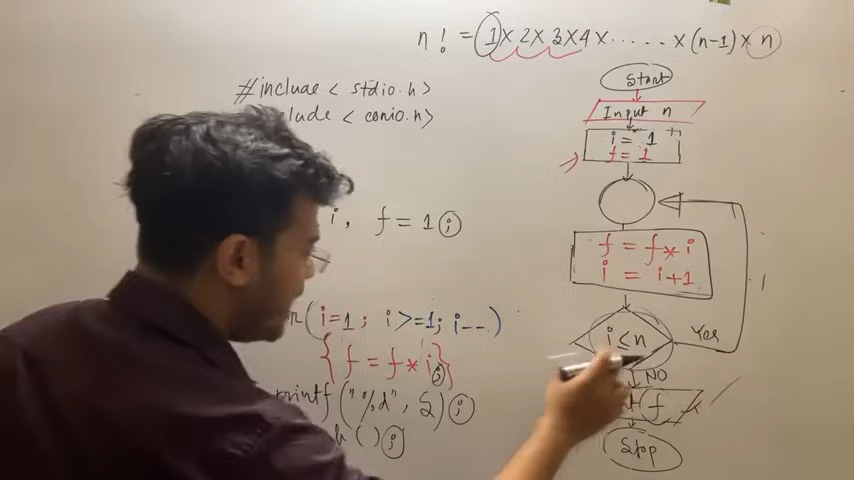 n ! = 1 x 2 x 3 x 4 x ...... x (n-1) x n
#include < stdio.h >
< conio.h >
i, f = 1 ;
(i=1 ; i >=1; i--)
{ f = f * i ; }
printf ("%d", S) ;
( ) ;
Start
Input n
i = 1
f = 1
f = f * i
i = i+1
i ≤ n
Yes
NO
f
Stop